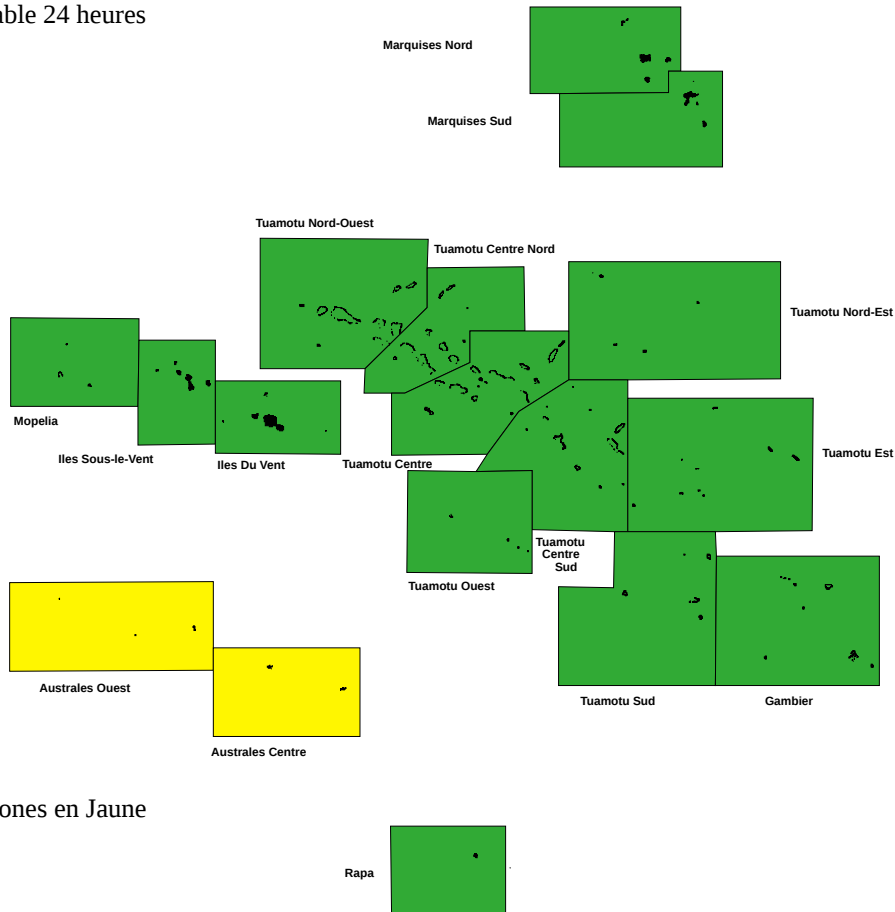 able 24 heures
Marquises Nord
Marquises Sud
Tuamotu Nord-Ouest
Tuamotu Centre Nord
Tuamotu Nord-Est
Mopelia
Iles Sous-le-Vent
Iles Du Vent
Tuamotu Centre
Tuamotu Est
Tuamotu
Centre
Sud
Tuamotu Ouest
Australes Ouest
Tuamotu Sud
Gambier
Australes Centre
ones en Jaune
Rapa